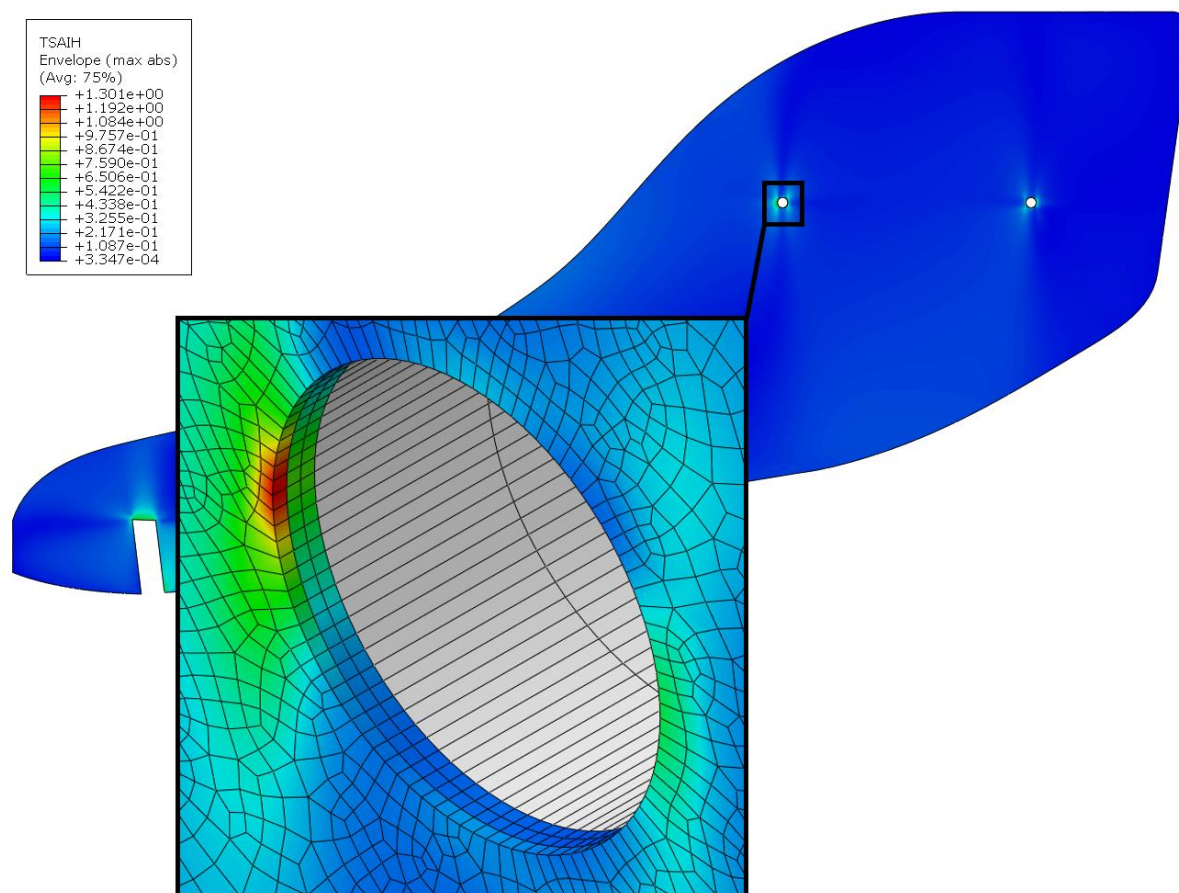 TSAIH
Envelope (max abs)
(Avg: 75%)
+1.301e+00
+1.192e+00
+1.084e+00
+9.757e-01
+8.674e-01
+7.590e-01
+6.506e-01
+5.422e-01
+4.338e-01
+3.255e-01
+2.171e-01
+1.087e-01
+3.347e-04